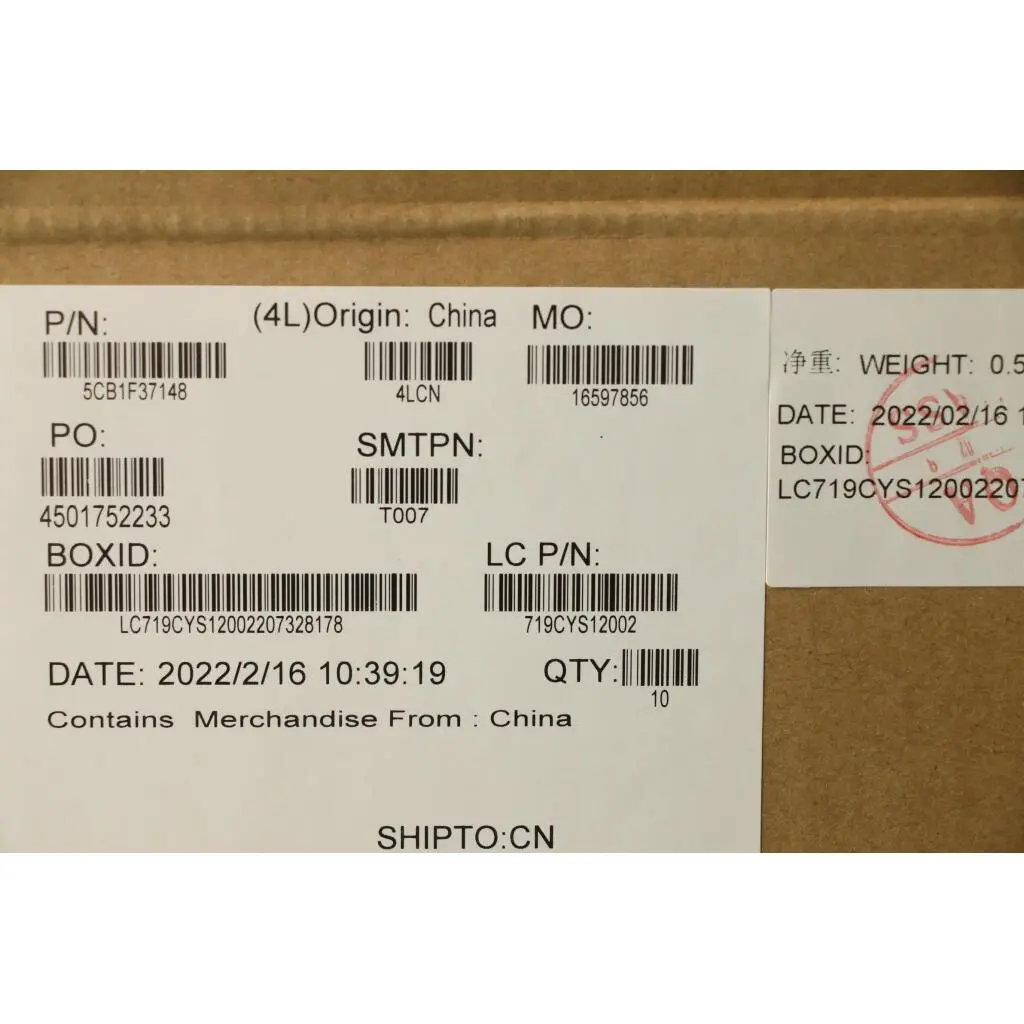 P/N: (4L)Origin: China MO:
5CB1F37148 4LCN 16597856
PO: SMTPN:
4501752233 T007
BOXID: LC P/N:
LC719CYS12002207328178 719CYS12002
DATE: 2022/2/16 10:39:19 QTY:
10
Contains Merchandise From : China
SHIPTO:CN
净重: WEIGHT: 0.5
DATE: 2022/02/16 1
BOXID:
LC719CYS12002207
QA